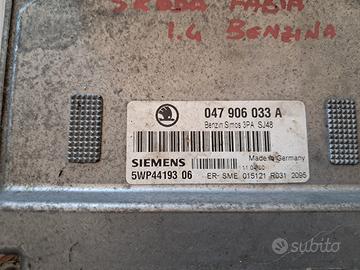 SKODA FABIA
1.4 BENZINA
047 906 033 A
Benzin Simos 3PA SJ48
SIEMENS
Made in Germany
5WP44193 06
ER- SME 015121 R031 2095
subito